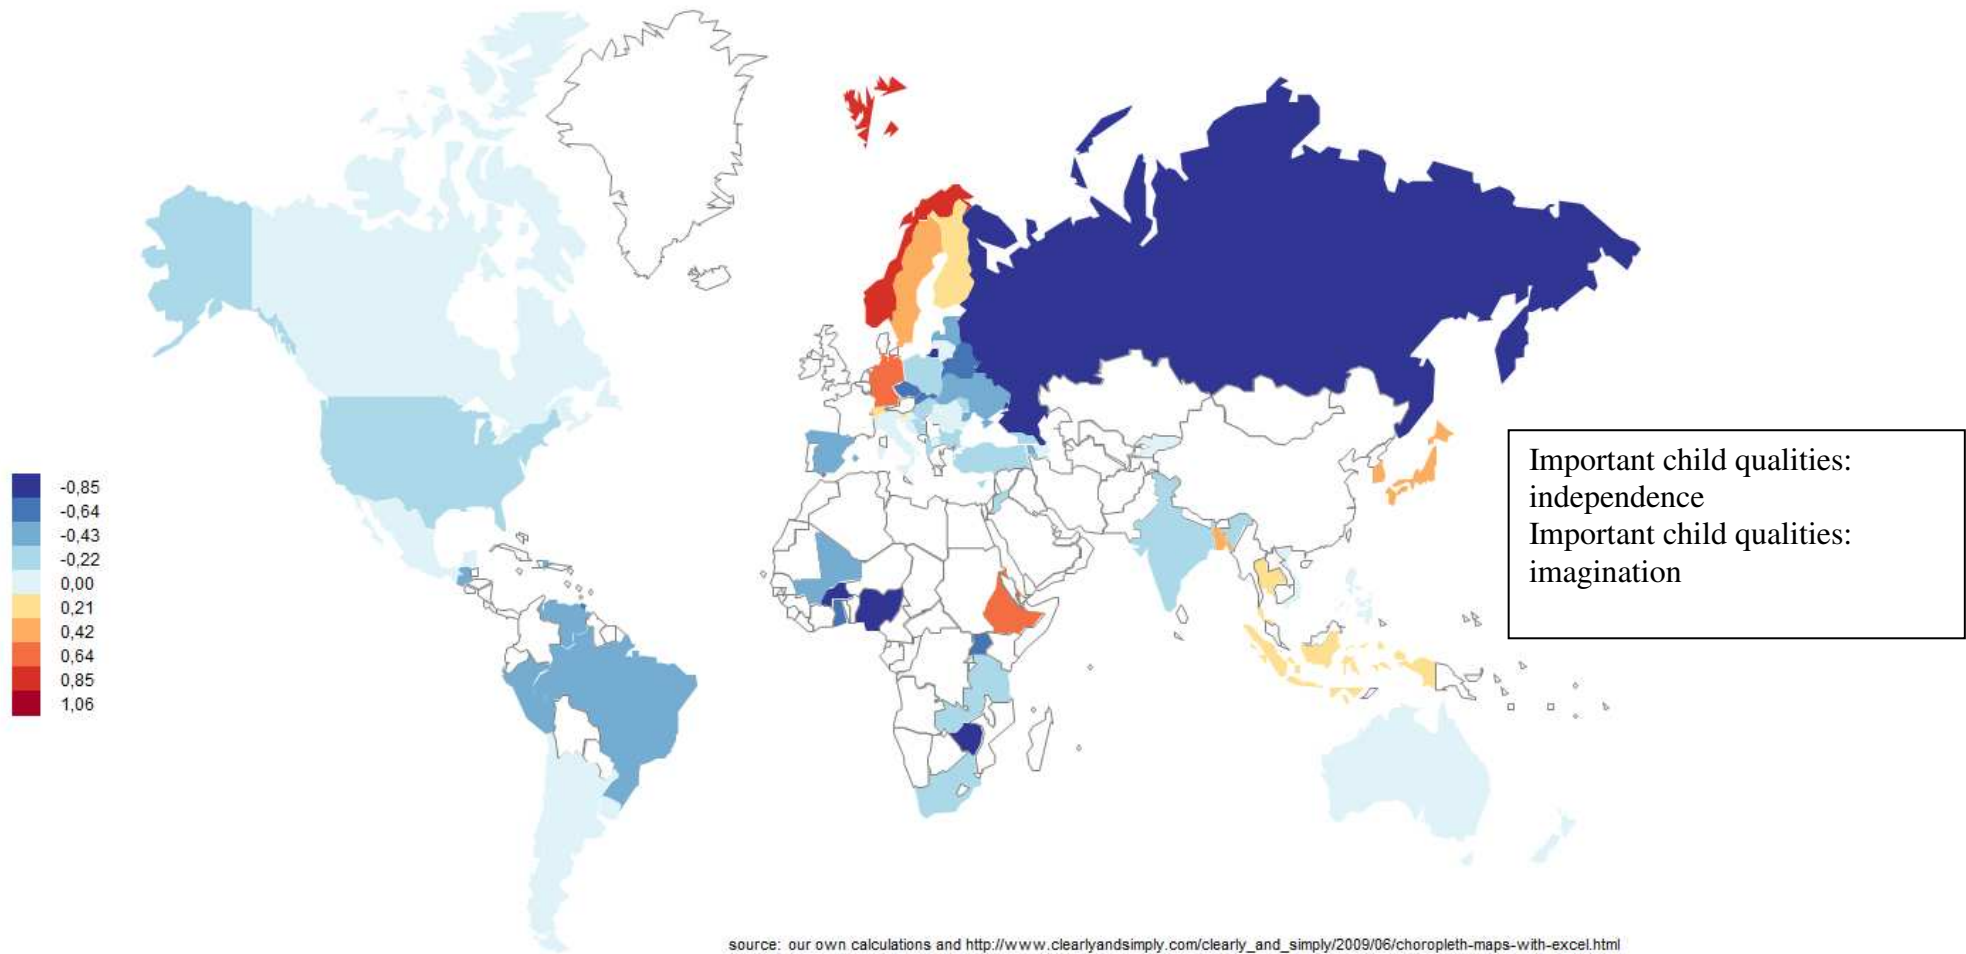 -0,85
-0,64
-0,43
-0,22
0,00
0,21
0,42
0,64
0,85
1,06
Important child qualities:
independence
Important child qualities:
imagination
source: our own calculations and http://www.clearlyandsimply.com/clearly_and_simply/2009/06/choropleth-maps-with-excel.html